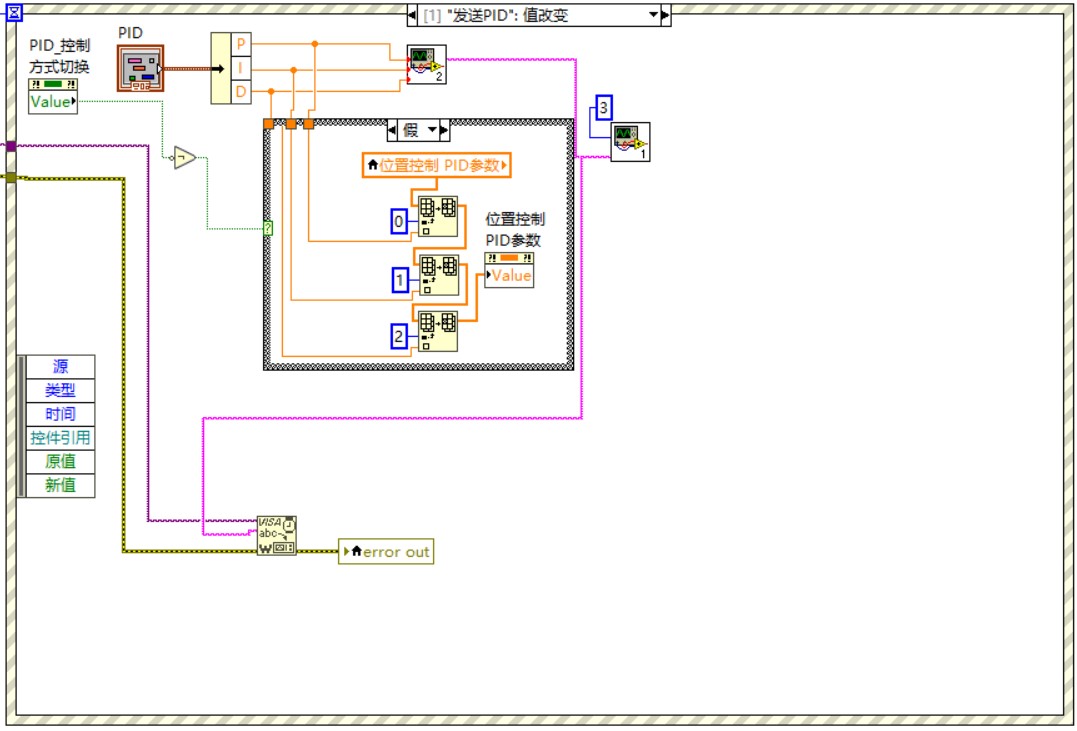 [1] "发送PID": 值改变
PID_控制
方式切换
Value
PID
P
I
D
2
3
1
假
位置控制 PID参数
0
位置控制
PID参数
Value
1
2
?
源
类型
时间
控件引用
原值
新值
VISA
abc
W
error out